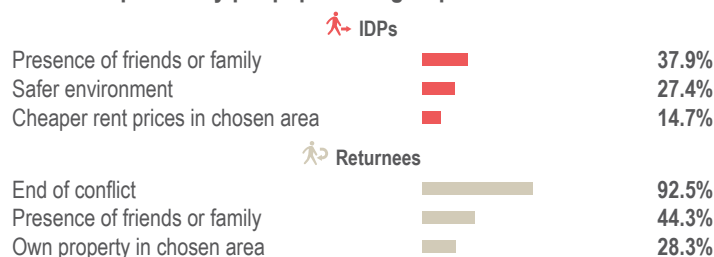 IDPs
Presence of friends or family 37.9%
Safer environment 27.4%
Cheaper rent prices in chosen area 14.7%
Returnees
End of conflict 92.5%
Presence of friends or family 44.3%
Own property in chosen area 28.3%